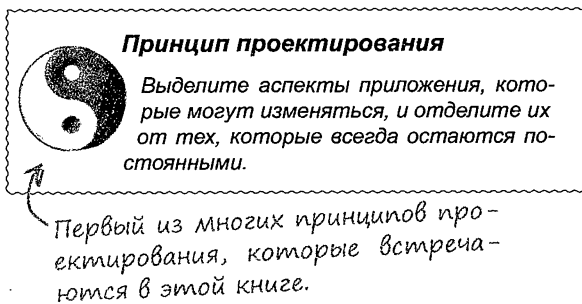 Принцип проектирования
Выделите аспекты приложения, кото-
рые могут изменяться, и отделите их
от тех, которые всегда остаются по-
стоянными.
Первый из многих принципов про-
ектирования, которые встреча-
ются в этой книге.